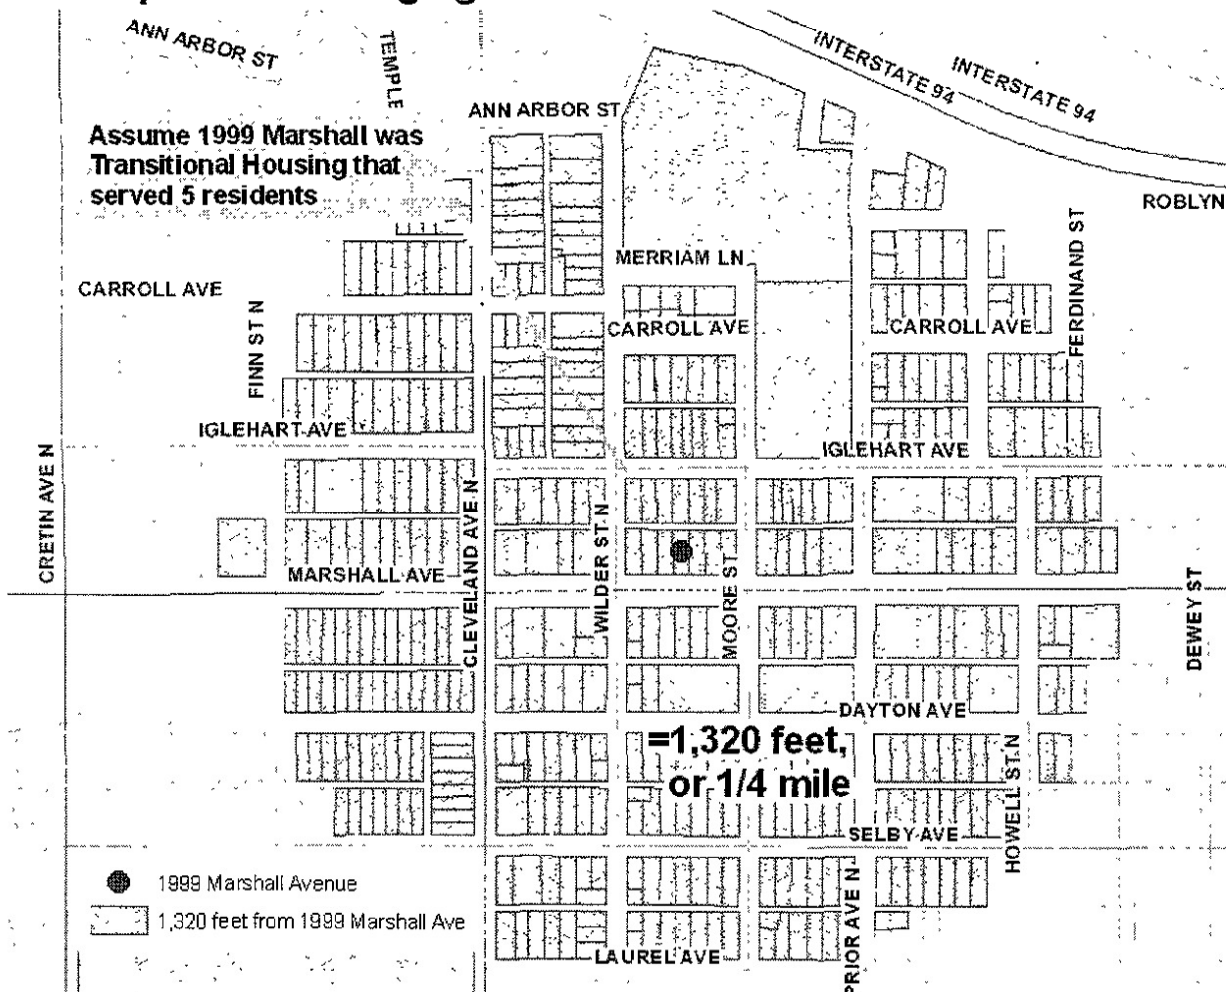 ANN ARBOR ST
TEMPLE
INTERSTATE 94
INTERSTATE 94
ANN ARBOR ST
Assume 1999 Marshall was
Transitional Housing that
served 5 residents
ROBLYN
MERRIAM LN
FERDINAND ST
CARROLL AVE
CARROLL AVE
CARROLL AVE
FINN ST N
IGLEHART AVE
IGLEHART AVE
CRETIN AVE N
CLEVELAND AVE N
WILDER ST N
MARSHALL AVE
MOORE ST
DEWEY ST
DAYTON AVE
=1,320 feet,
or 1/4 mile
HOWELL ST N
SELBY AVE
1999 Marshall Avenue
1,320 feet from 1999 Marshall Ave
PRIOR AVE N
LAUREL AVE